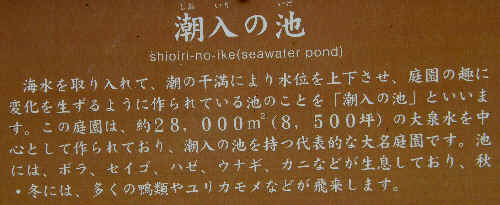 しお いり いけ
潮入の池
shioiri-no-ike(seawater pond)
海水を取り入れて、潮の干満により水位を上下させ、庭園の趣に
変化を生ずるように作られている池のことを「潮入の池」といいま
す。この庭園は、約28,000㎡(8,500坪)の大泉水を中
心として作られており、潮入の池を持つ代表的な大名庭園です。池
には、ボラ、セイゴ、ハゼ、ウナギ、カニなどが生息しており、秋
・冬には、多くの鴨類やユリカモメなどが飛来します。